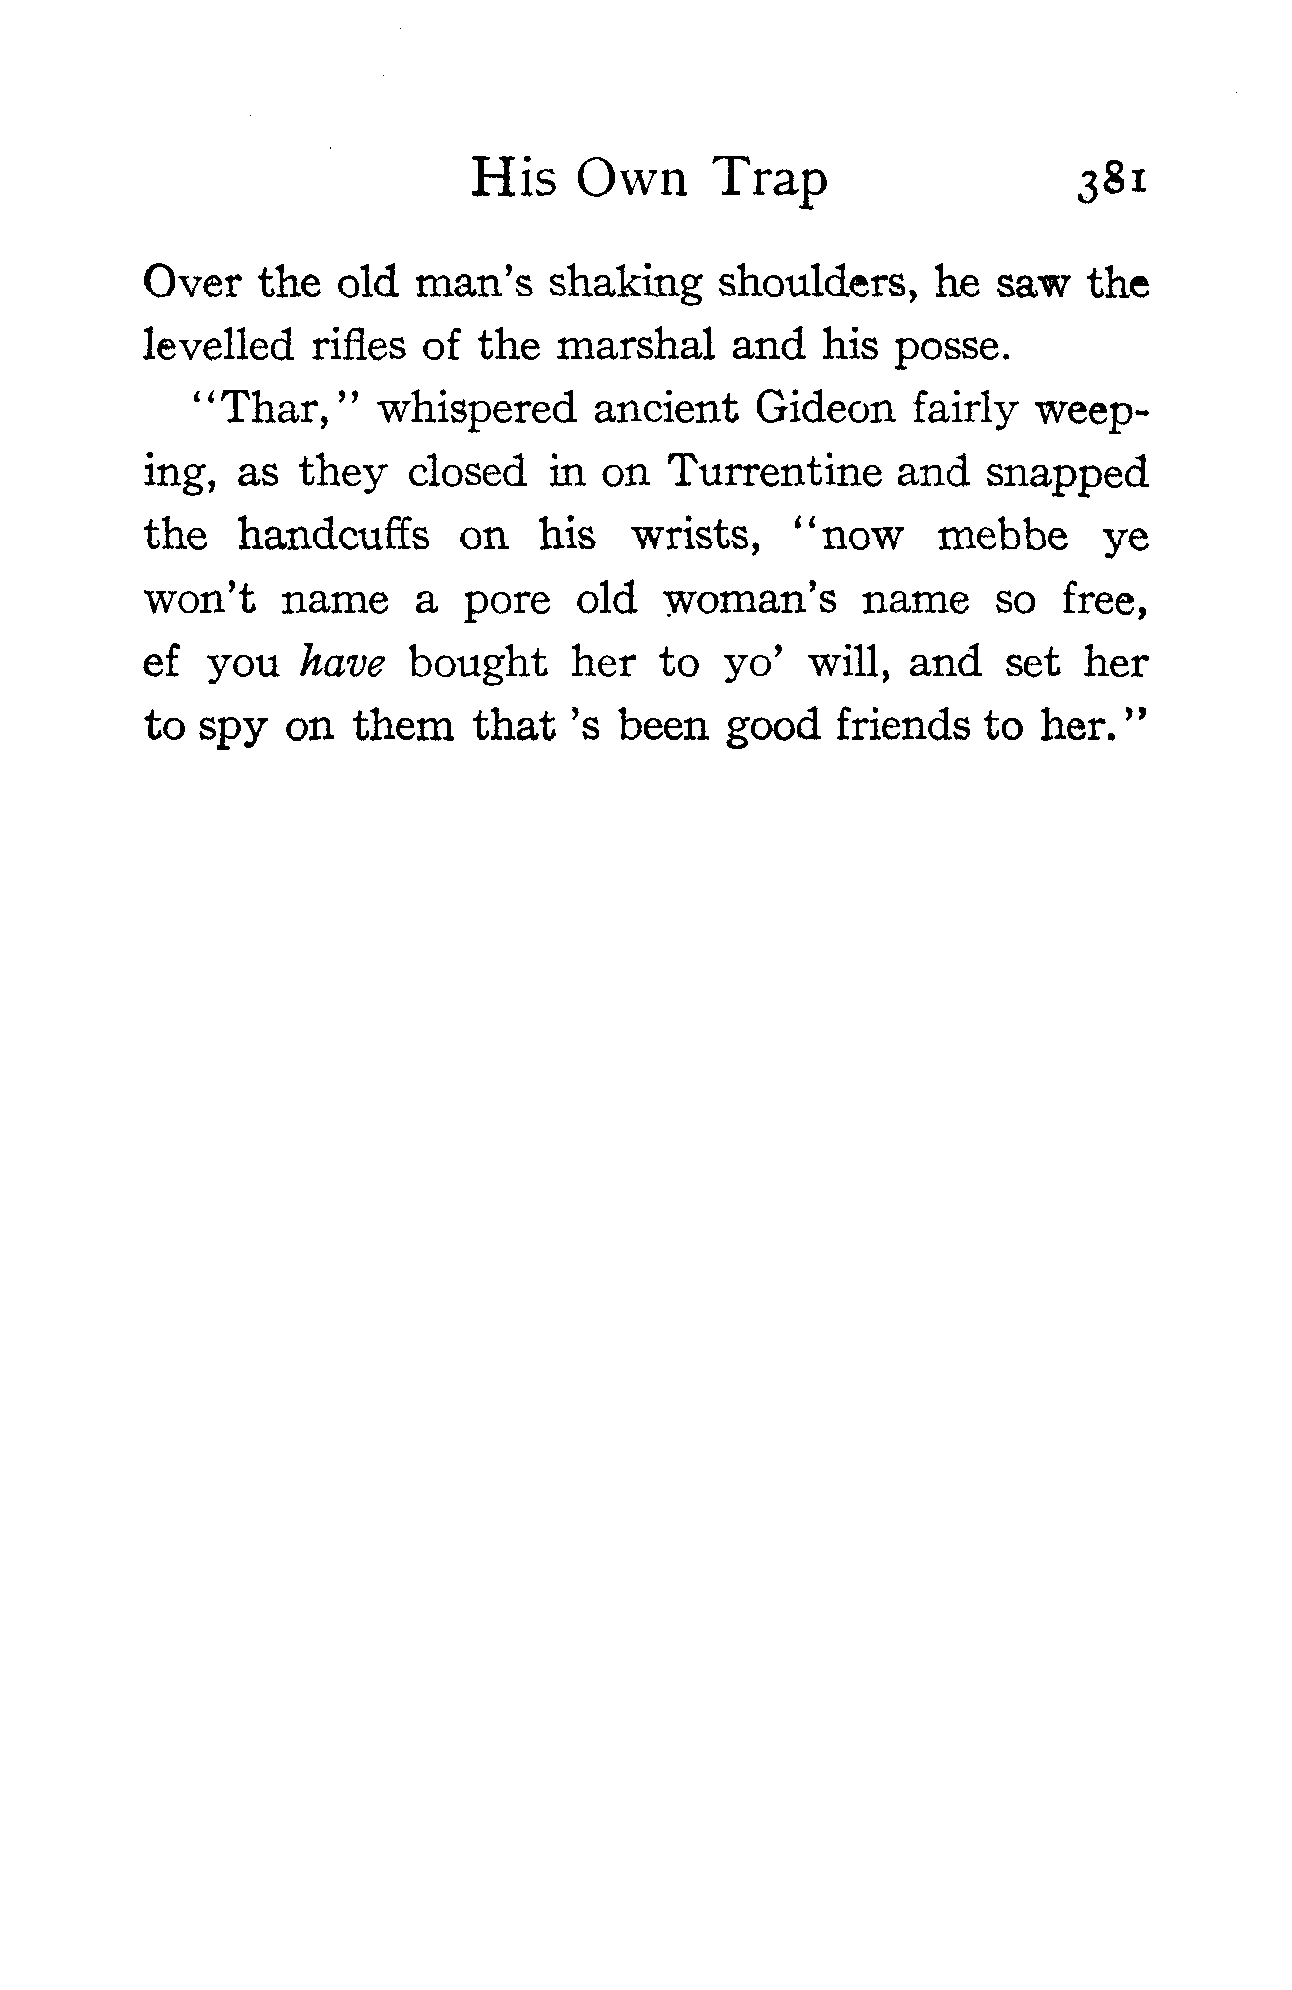 His Own Trap 381
Over the old man's shaking shoulders, he saw the
levelled rifles of the marshal and his posse.
"Thar," whispered ancient Gideon fairly weep-
ing, as they closed in on Turrentine and snapped
the handcuffs on his wrists, "now mebbe ye
won't name a pore old woman's name so free,
ef you have bought her to yo' will, and set her
to spy on them that 's been good friends to her."